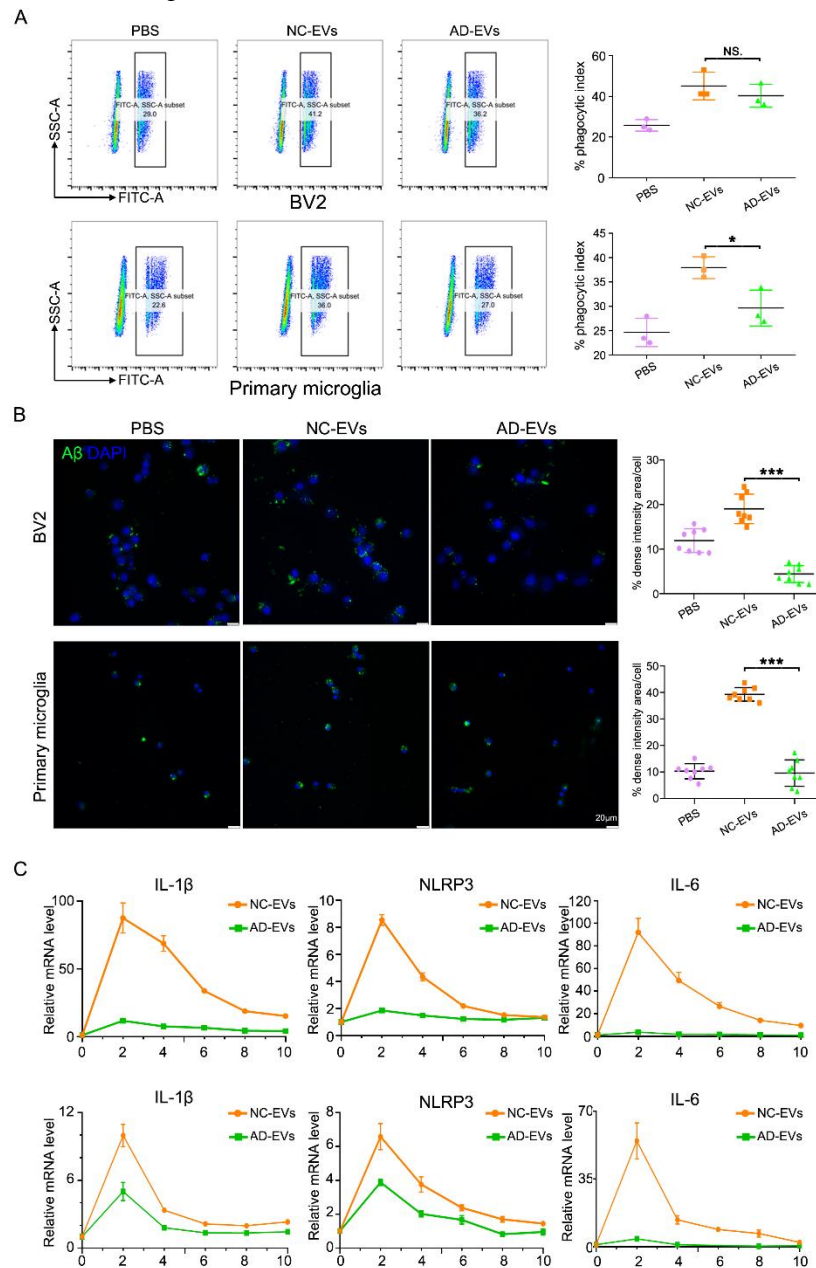 A
PBS
NC-EVs
AD-EVs
SSC-A
FITC-A, SSC-A subset
29.0
FITC-A, SSC-A subset
41.2
FITC-A, SSC-A subset
36.2
FITC-A
BV2
60
40
20
0
% phagoccytic index
NS.
PBS
NC-EVs
AD-EVs
SSC-A
FITC-A, SSC-A subset
22.6
FITC-A, SSC-A subset
36.0
FITC-A, SSC-A subset
27.0
FITC-A
Primary microglia
40
35
30
25
20
% phagocytic index
*
PBS
NC-EVs
AD-EVs
B
PBS
NC-EVs
AD-EVs
Aβ DAPI
BV2
30
20
10
0
% dense intensity area/cell
***
PBS
NC-EVs
AD-EVs
Primary microglia
20μm
50
40
30
20
10
0
% dense intensity area/cell
***
PBS
NC-EVs
AD-EVs
C
IL-1β
NC-EVs
AD-EVs
Relative mRNA level
100
50
0
0 2 4 6 8 10
NLRP3
NC-EVs
AD-EVs
Relative mRNA level
10
8
6
4
2
0
0 2 4 6 8 10
IL-6
NC-EVs
AD-EVs
Relative mRNA level
120
100
80
60
40
20
0
0 2 4 6 8 10
IL-1β
NC-EVs
AD-EVs
Relative mRNA level
12
8
4
0
0 2 4 6 8 10
NLRP3
NC-EVs
AD-EVs
Relative mRNA level
8
6
4
2
0
0 2 4 6 8 10
IL-6
NC-EVs
AD-EVs
Relative mRNA level
70
35
0
0 2 4 6 8 10